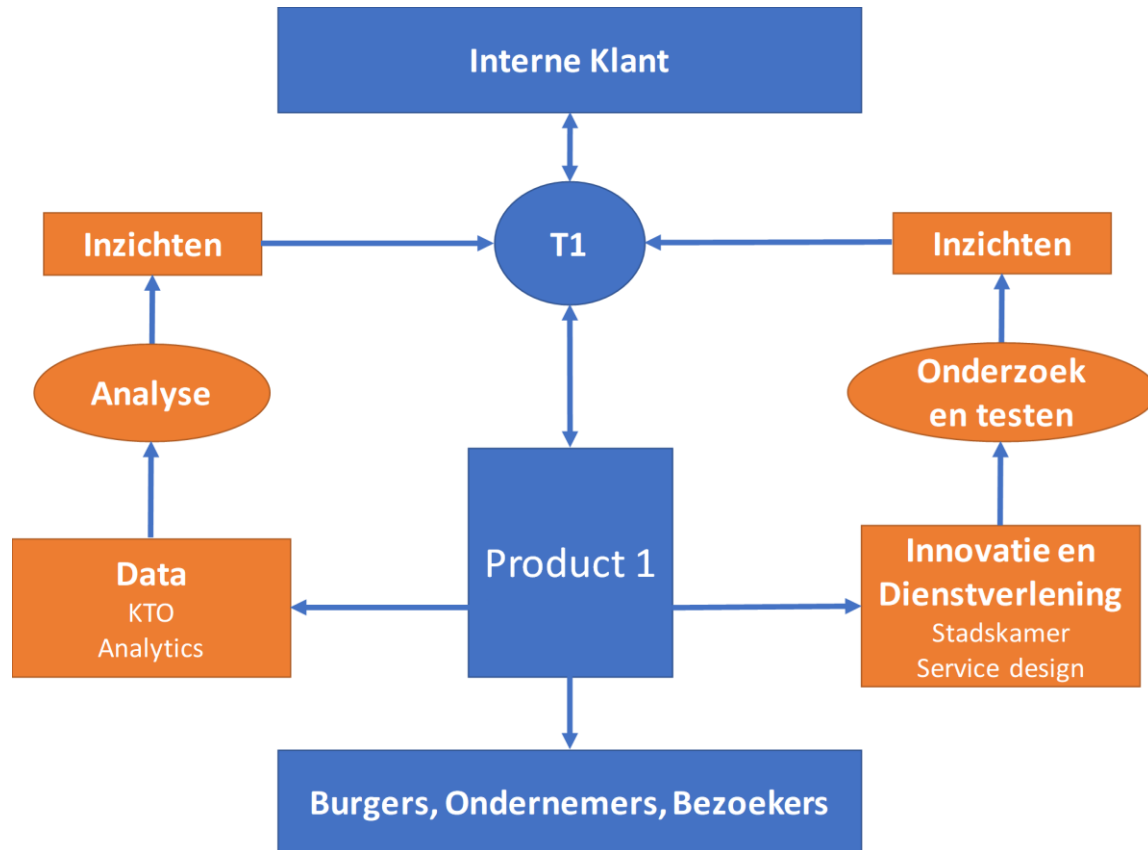 Interne Klant
Inzichten
T1
Inzichten
Analyse
Onderzoek
en testen
Data
KTO
Analytics
Product 1
Innovatie en
Dienstverlening
Stadskamer
Service design
Burgers, Ondernemers, Bezoekers